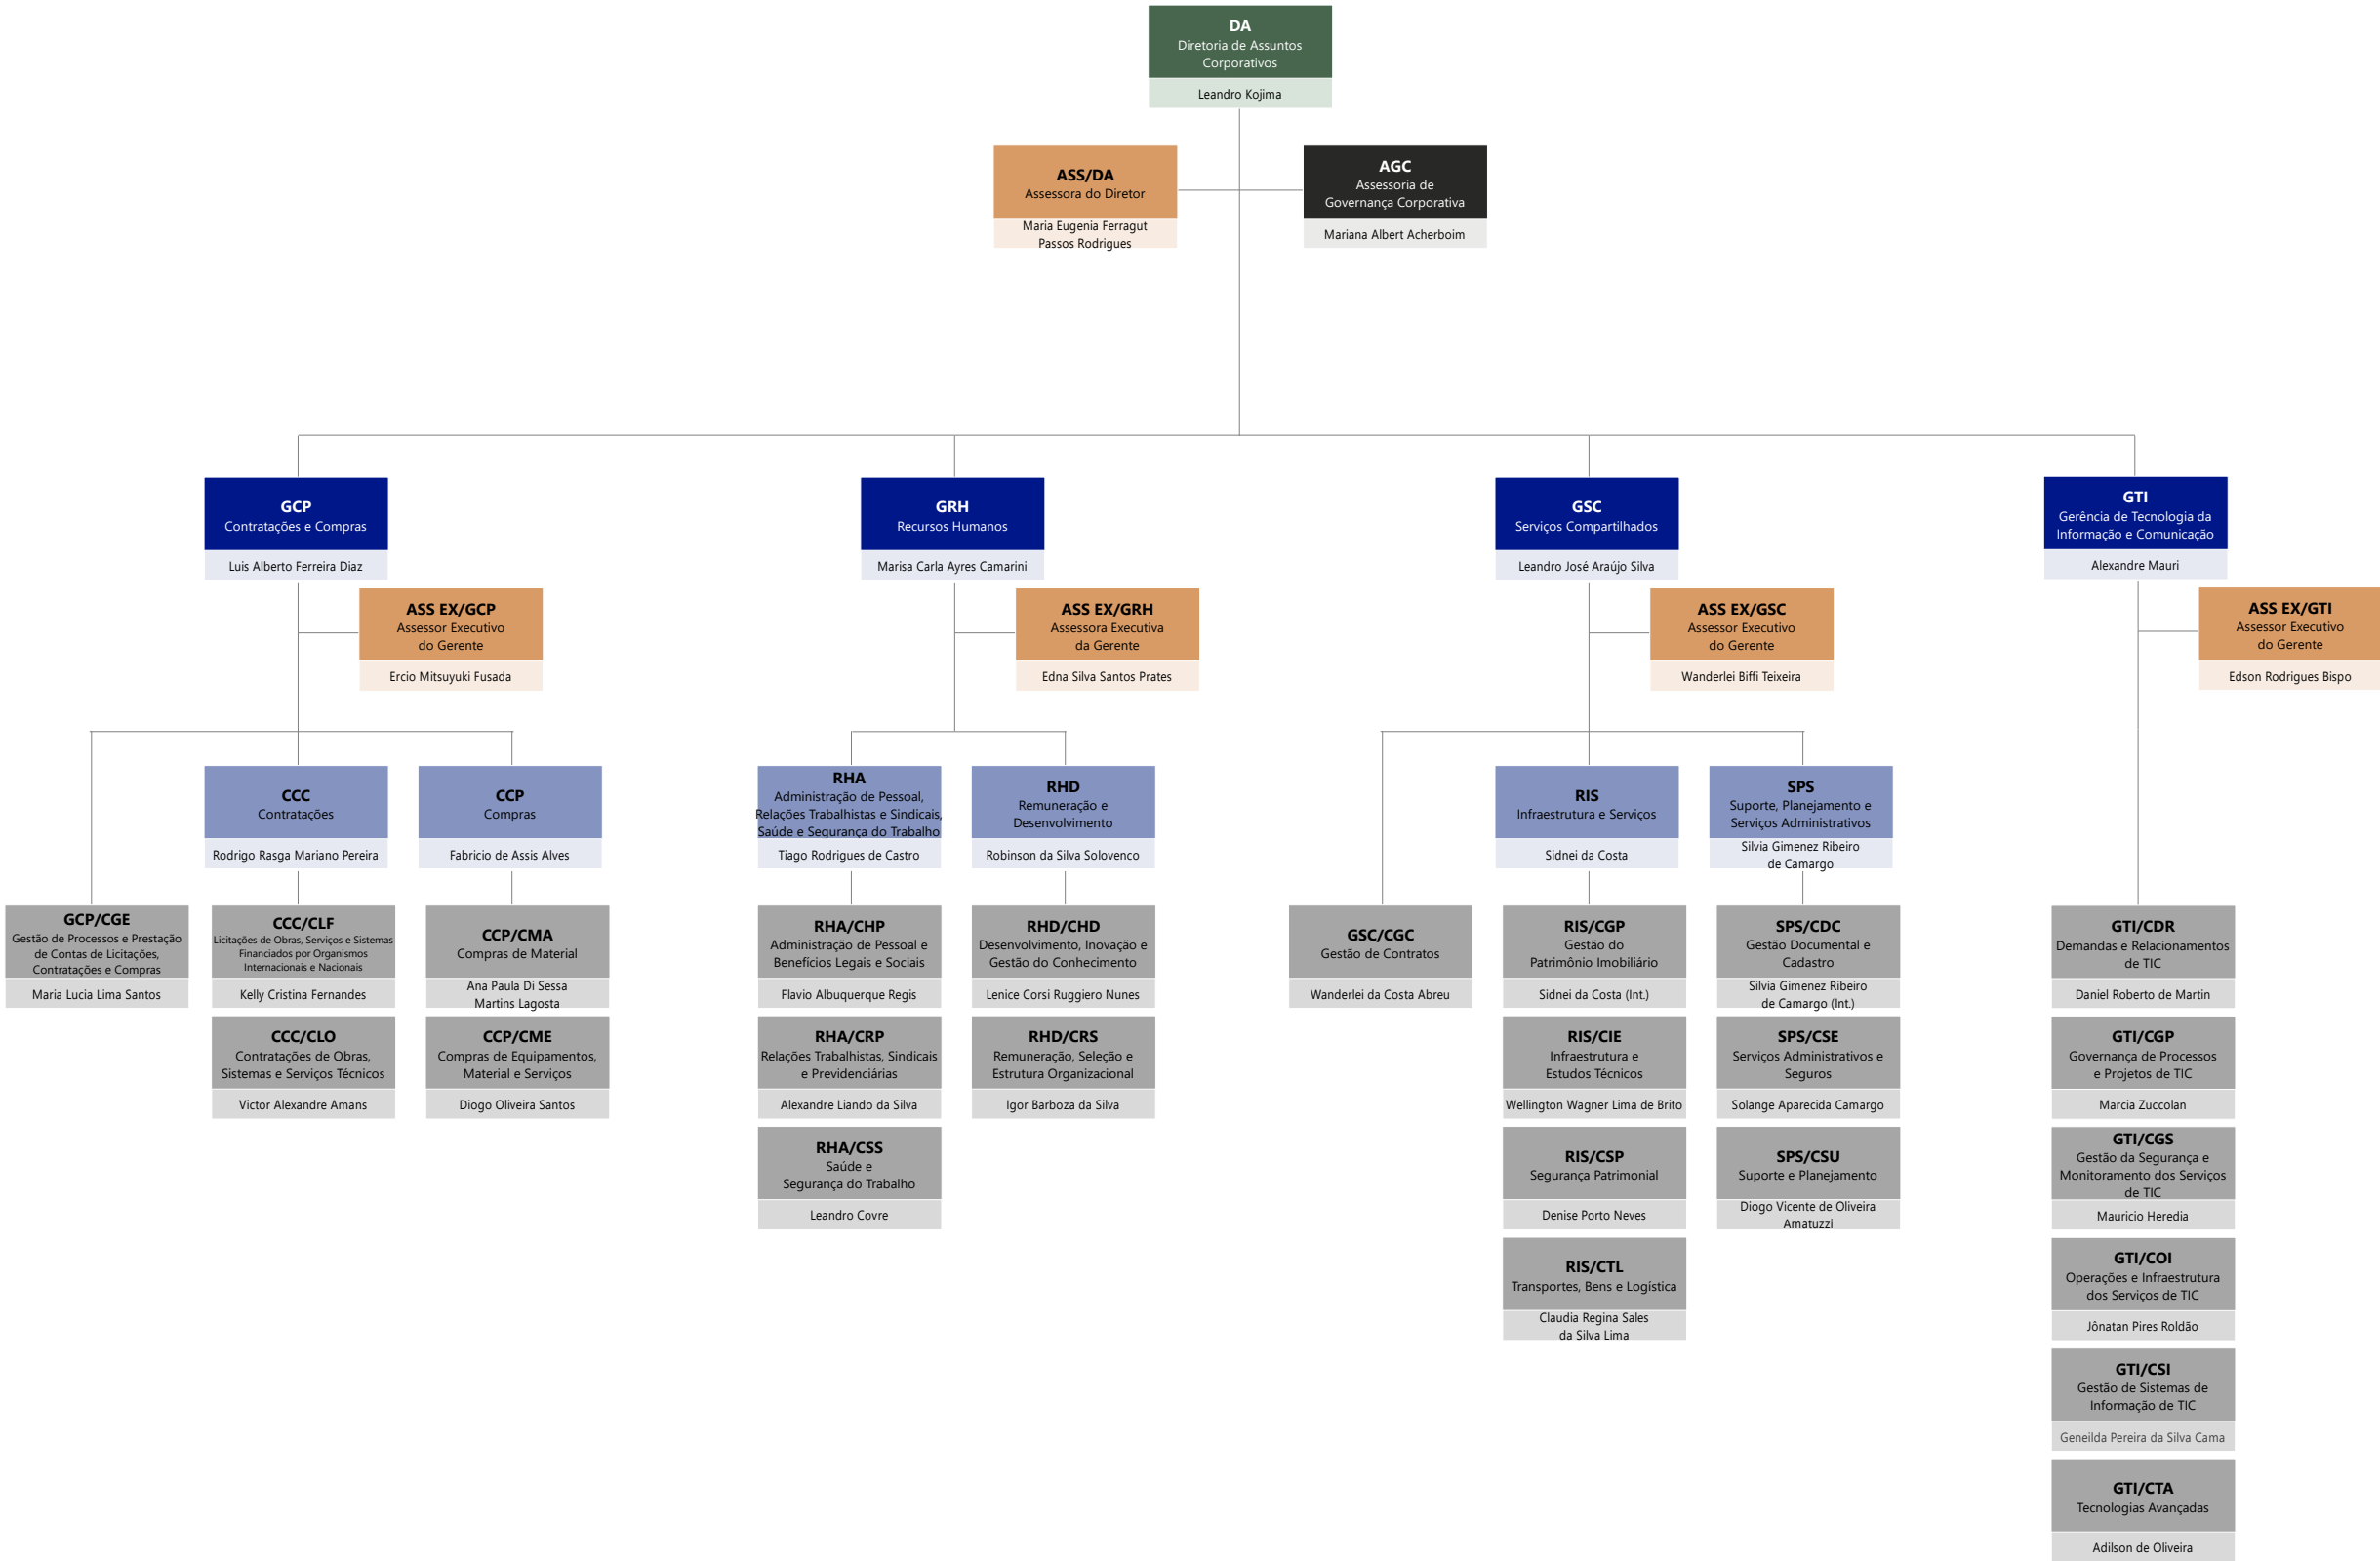 DA
Diretoria de Assuntos
Corporativos
Leandro Kojima
ASS/DA
Assessora do Diretor
Maria Eugenia Ferragut
Passos Rodrigues
AGC
Assessoria de
Governança Corporativa
Mariana Albert Acherboim
GCP
Contratações e Compras
Luis Alberto Ferreira Diaz
ASS EX/GCP
Assessor Executivo
do Gerente
Ercio Mitsuyuki Fusada
GCP/CGE
Gestão de Processos e Prestação
de Contas de Licitações,
Contratações e Compras
Maria Lucia Lima Santos
CCC
Contratações
Rodrigo Rasga Mariano Pereira
CCC/CLF
Licitações de Obras, Serviços e Sistemas
Financiados por Organismos
Internacionais e Nacionais
Kelly Cristina Fernandes
CCC/CLO
Contratações de Obras,
Sistemas e Serviços Técnicos
Victor Alexandre Amans
CCP
Compras
Fabricio de Assis Alves
CCP/CMA
Compras de Material
Ana Paula Di Sessa
Martins Lagosta
CCP/CME
Compras de Equipamentos,
Material e Serviços
Diogo Oliveira Santos
GRH
Recursos Humanos
Marisa Carla Ayres Camarini
ASS EX/GRH
Assessora Executiva
da Gerente
Edna Silva Santos Prates
RHA
Administração de Pessoal,
Relações Trabalhistas e Sindicais,
Saúde e Segurança do Trabalho
Tiago Rodrigues de Castro
RHA/CHP
Administração de Pessoal e
Benefícios Legais e Sociais
Flavio Albuquerque Regis
RHA/CRP
Relações Trabalhistas, Sindicais
e Previdenciárias
Alexandre Liando da Silva
RHA/CSS
Saúde e
Segurança do Trabalho
Leandro Covre
RHD
Remuneração e
Desenvolvimento
Robinson da Silva Solovenco
RHD/CHD
Desenvolvimento, Inovação e
Gestão do Conhecimento
Lenice Corsi Ruggiero Nunes
RHD/CRS
Remuneração, Seleção e
Estrutura Organizacional
Igor Barboza da Silva
GSC
Serviços Compartilhados
Leandro José Araújo Silva
ASS EX/GSC
Assessor Executivo
do Gerente
Wanderlei Biffi Teixeira
GSC/CGC
Gestão de Contratos
Wanderlei da Costa Abreu
RIS
Infraestrutura e Serviços
Sidnei da Costa
RIS/CGP
Gestão do
Patrimônio Imobiliário
Sidnei da Costa (Int.)
RIS/CIE
Infraestrutura e
Estudos Técnicos
Wellington Wagner Lima de Brito
RIS/CSP
Segurança Patrimonial
Denise Porto Neves
RIS/CTL
Transportes, Bens e Logística
Claudia Regina Sales
da Silva Lima
SPS
Suporte, Planejamento e
Serviços Administrativos
Silvia Gimenez Ribeiro
de Camargo
SPS/CDC
Gestão Documental e
Cadastro
Silvia Gimenez Ribeiro
de Camargo (Int.)
SPS/CSE
Serviços Administrativos e
Seguros
Solange Aparecida Camargo
SPS/CSU
Suporte e Planejamento
Diogo Vicente de Oliveira
Amatuzzi
GTI
Gerência de Tecnologia da
Informação e Comunicação
Alexandre Mauri
ASS EX/GTI
Assessor Executivo
do Gerente
Edson Rodrigues Bispo
GTI/CDR
Demandas e Relacionamentos
de TIC
Daniel Roberto de Martin
GTI/CGP
Governança de Processos
e Projetos de TIC
Marcia Zuccolan
GTI/CGS
Gestão da Segurança e
Monitoramento dos Serviços
de TIC
Mauricio Heredia
GTI/COI
Operações e Infraestrutura
dos Serviços de TIC
Jônatan Pires Roldão
GTI/CSI
Gestão de Sistemas de
Informação de TIC
Geneilda Pereira da Silva Cama
GTI/CTA
Tecnologias Avançadas
Adilson de Oliveira